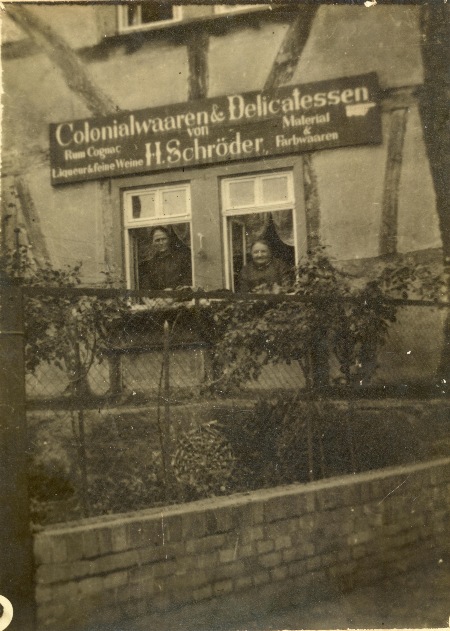 Colonialwaaren & Delicatessen
Rum Cognac von Material
Liqueur & feine Weine H. Schröder. & Farbwaaren